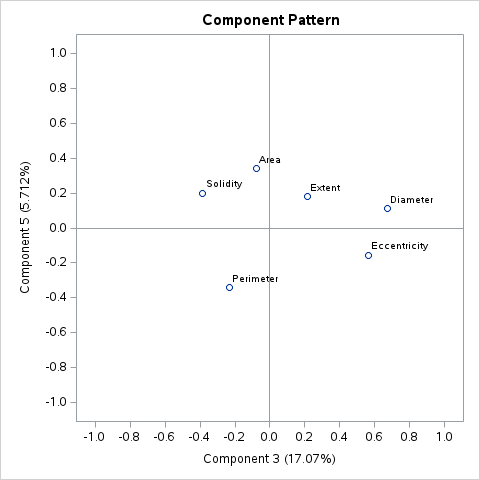 Component Pattern
1.0
0.8
0.6
0.4
0.2
0.0
-0.2
-0.4
-0.6
-0.8
-1.0
Component 5 (5.712%)
Area
Solidity
Extent
Diameter
Eccentricity
Perimeter
-1.0 -0.8 -0.6 -0.4 -0.2 0.0 0.2 0.4 0.6 0.8 1.0
Component 3 (17.07%)